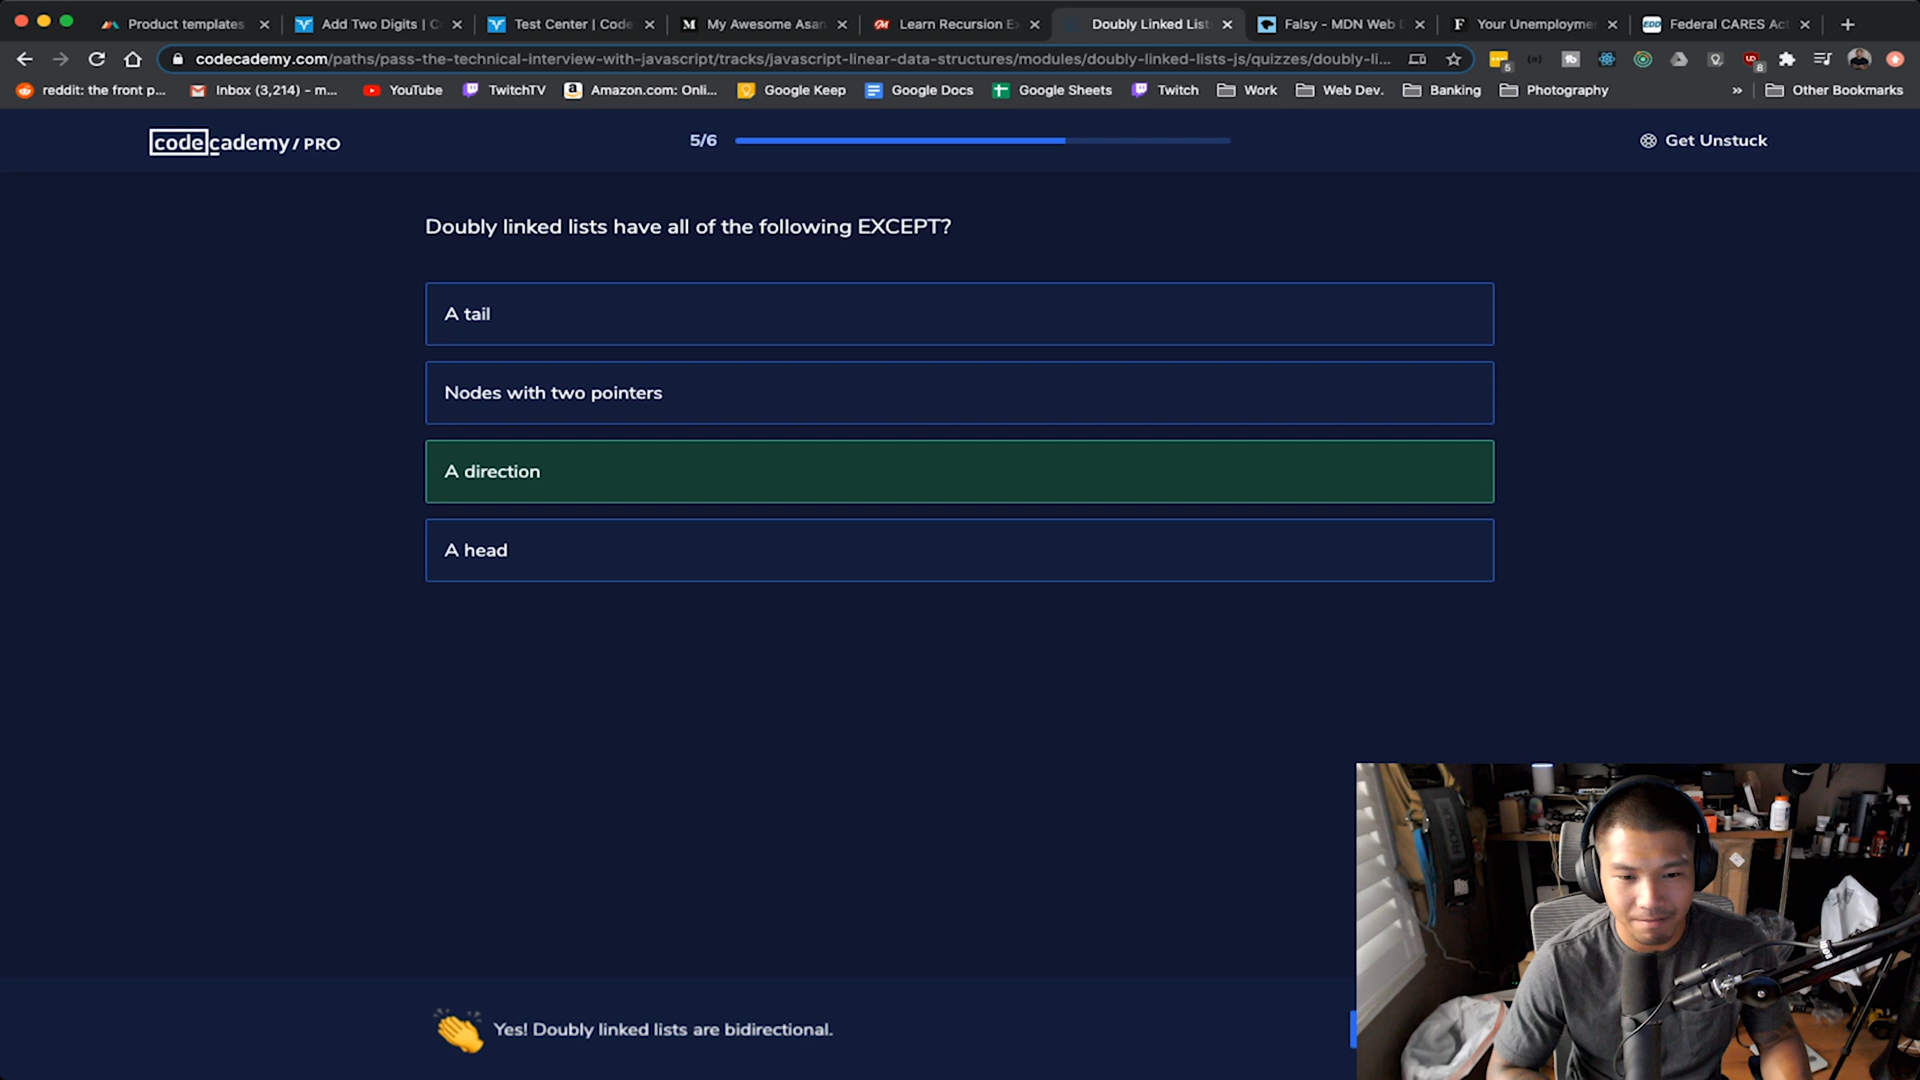 Product templates
Add Two Digits | C
Test Center | Code
My Awesome Asan
Learn Recursion E
Doubly Linked List
Falsy - MDN Web D
Your Unemployme
Federal CARES Act
codecademy.com/paths/pass-the-technical-interview-with-javascript/tracks/javascript-linear-data-structures/modules/doubly-linked-lists-js/quizzes/doubly-li...
reddit: the front p...
Inbox (3,214) - m...
YouTube
TwitchTV
Amazon.com: Onli...
Google Keep
Google Docs
Google Sheets
Twitch
Work
Web Dev.
Banking
Photography
»
Other Bookmarks
codecademy / PRO
5/6
Get Unstuck
Doubly linked lists have all of the following EXCEPT?
A tail
Nodes with two pointers
A direction
A head
Yes! Doubly linked lists are bidirectional.